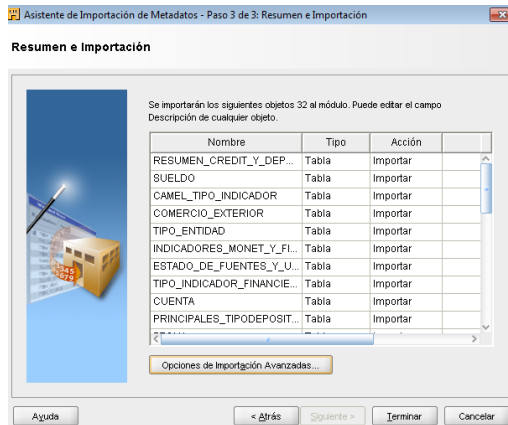 Asistente de Importación de Metadatos - Paso 3 de 3: Resumen e Importación
Resumen e Importación
Se importarán los siguientes objetos 32 al módulo. Puede editar el campo
Descripción de cualquier objeto.
Nombre Tipo Acción
RESUMEN_CREDIT_Y_DEP... Tabla Importar
SUELDO Tabla Importar
CAMEL_TIPO_INDICADOR Tabla Importar
COMERCIO_EXTERIOR Tabla Importar
TIPO_ENTIDAD Tabla Importar
INDICADORES_MONET_Y_FI... Tabla Importar
ESTADO_DE_FUENTES_Y_U... Tabla Importar
TIPO_INDICADOR_FINANCIE... Tabla Importar
CUENTA Tabla Importar
PRINCIPALES_TIPODEPOSIT... Tabla Importar
Opciones de Importación Avanzadas...
Ayuda < Atrás Siguiente > Terminar Cancelar